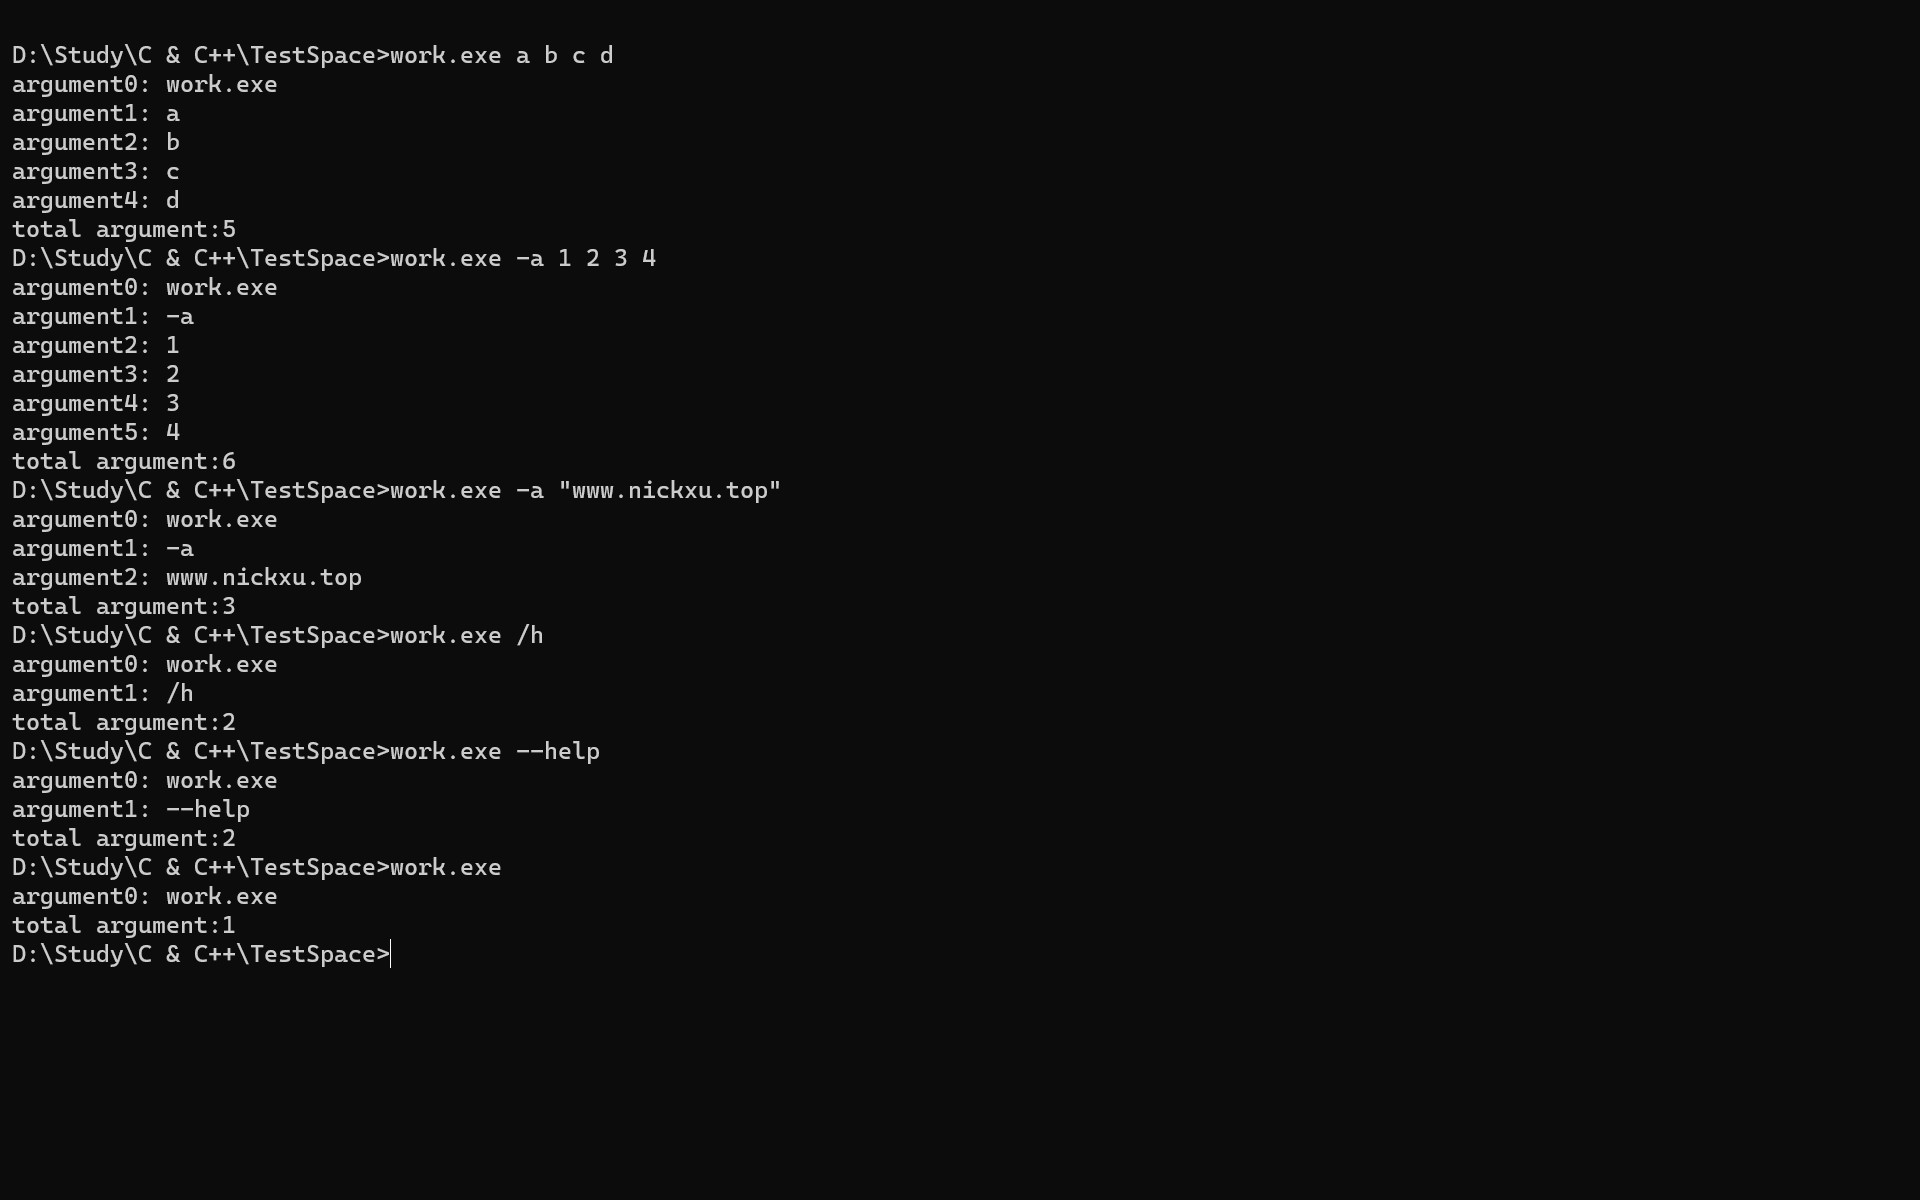 D:\Study\C & C++\TestSpace>work.exe a b c d
argument0: work.exe
argument1: a
argument2: b
argument3: c
argument4: d
total argument:5
D:\Study\C & C++\TestSpace>work.exe -a 1 2 3 4
argument0: work.exe
argument1: -a
argument2: 1
argument3: 2
argument4: 3
argument5: 4
total argument:6
D:\Study\C & C++\TestSpace>work.exe -a "www.nickxu.top"
argument0: work.exe
argument1: -a
argument2: www.nickxu.top
total argument:3
D:\Study\C & C++\TestSpace>work.exe /h
argument0: work.exe
argument1: /h
total argument:2
D:\Study\C & C++\TestSpace>work.exe --help
argument0: work.exe
argument1: --help
total argument:2
D:\Study\C & C++\TestSpace>work.exe
argument0: work.exe
total argument:1
D:\Study\C & C++\TestSpace>